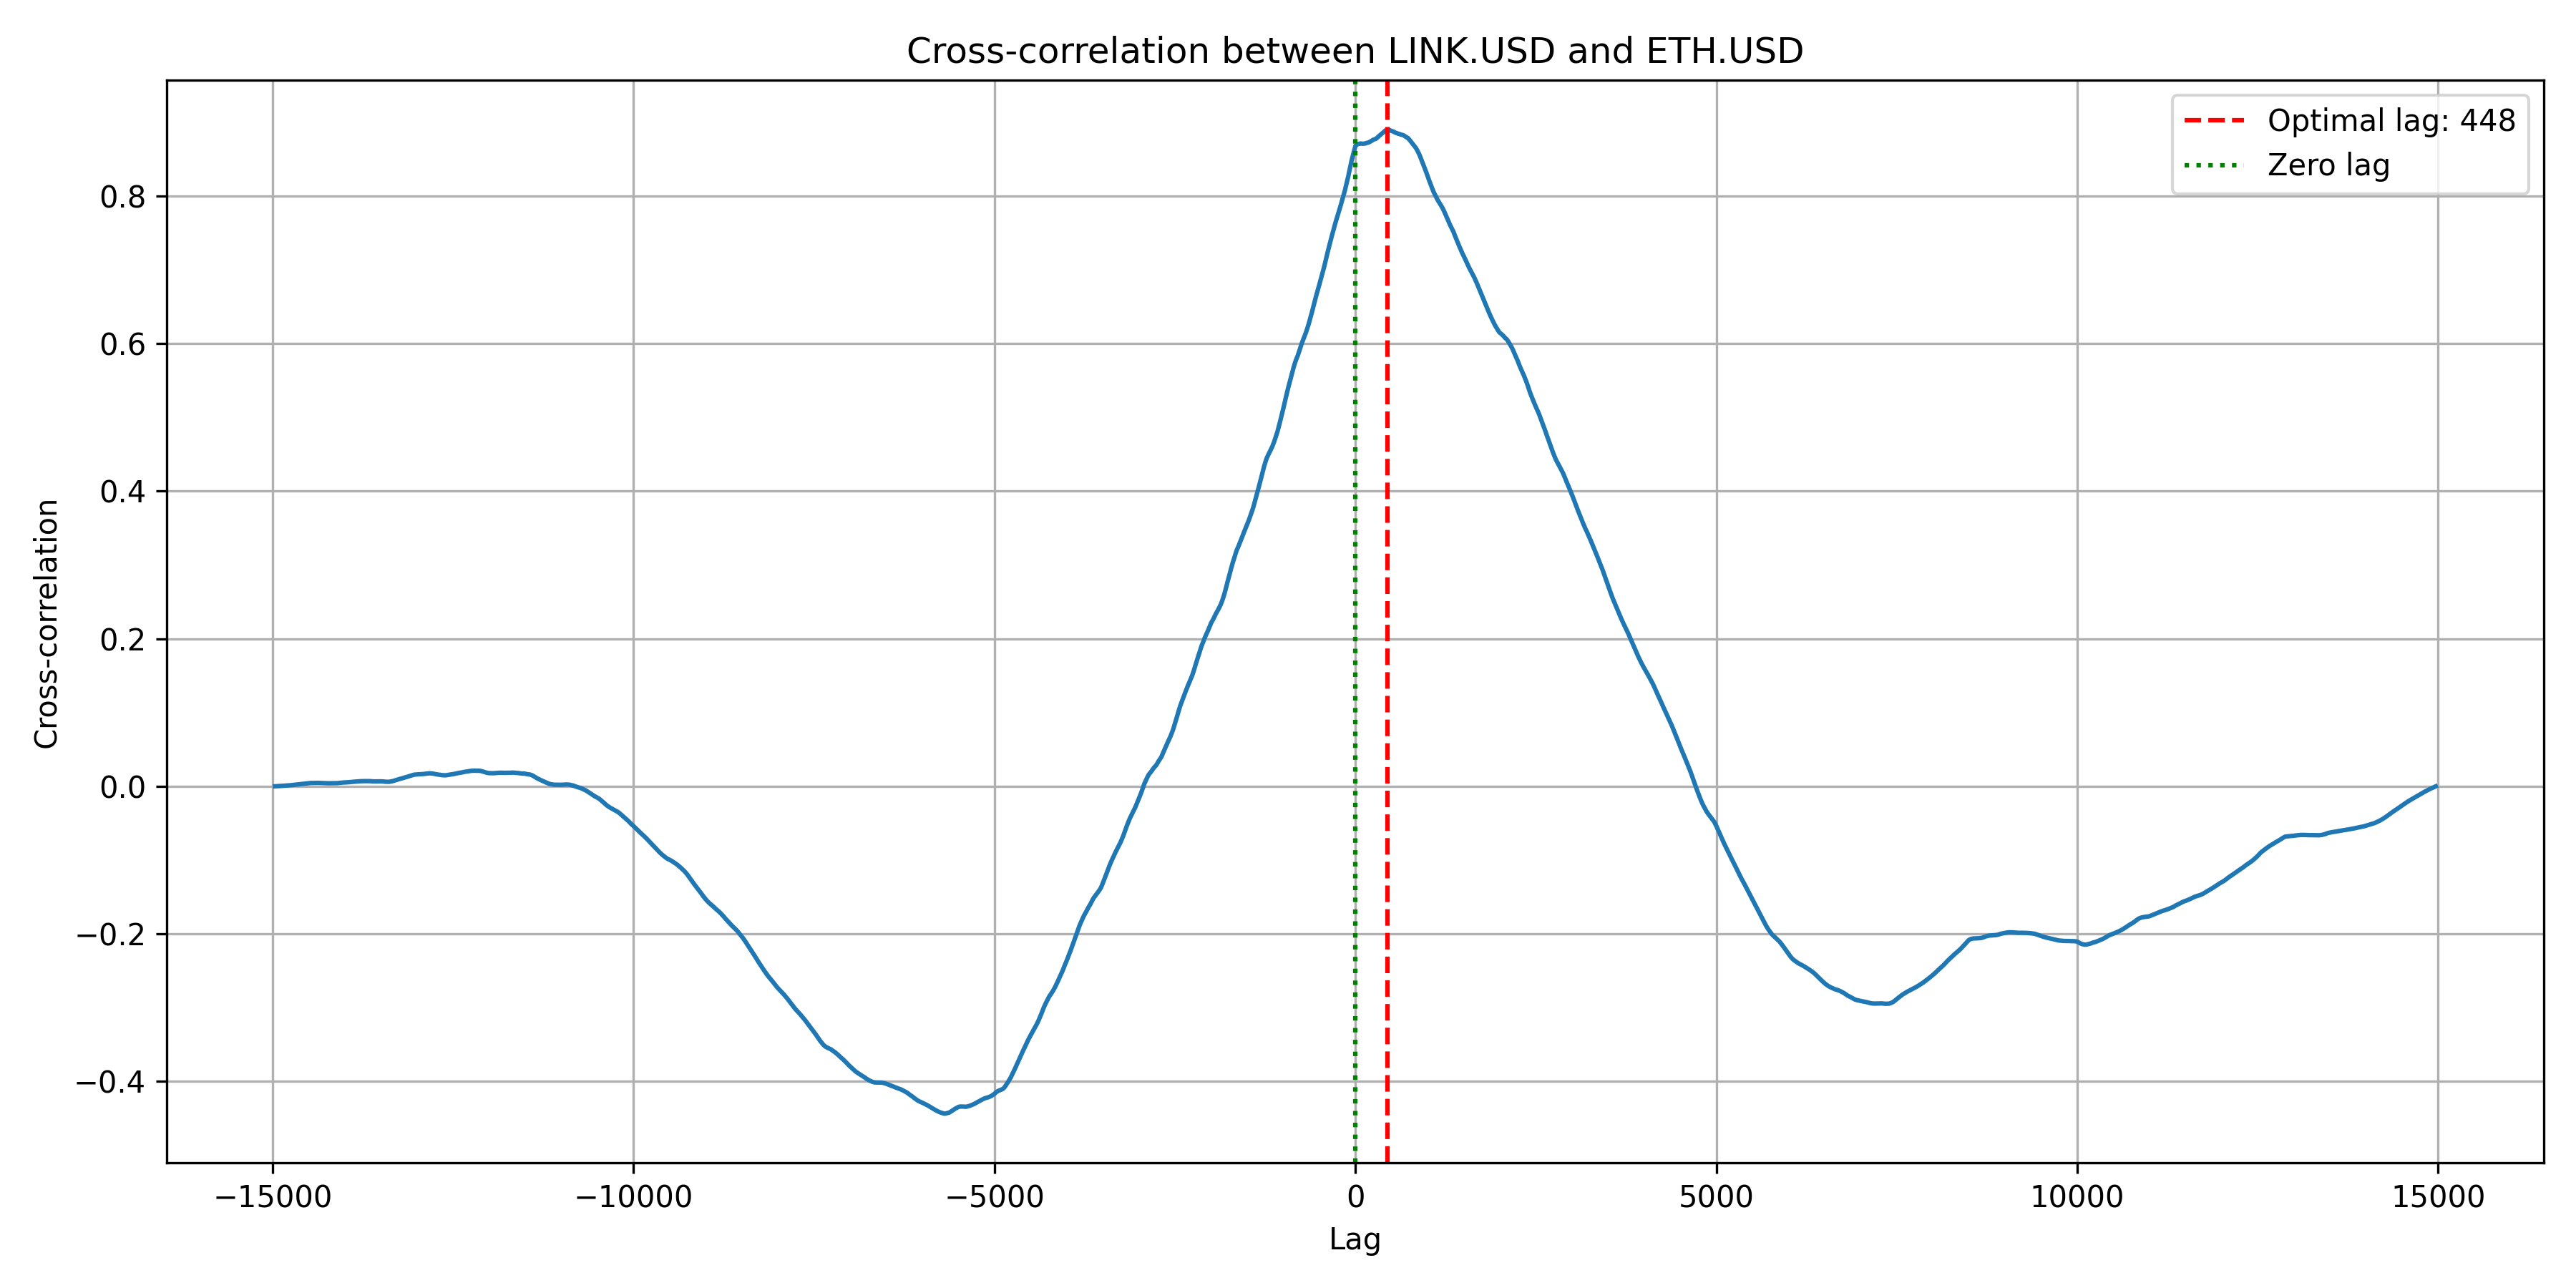 Cross-correlation between LINK.USD and ETH.USD
Optimal lag: 448
Zero lag
Cross-correlation
0.8
0.6
0.4
0.2
0.0
−0.2
−0.4
−15000
−10000
−5000
0
5000
10000
15000
Lag